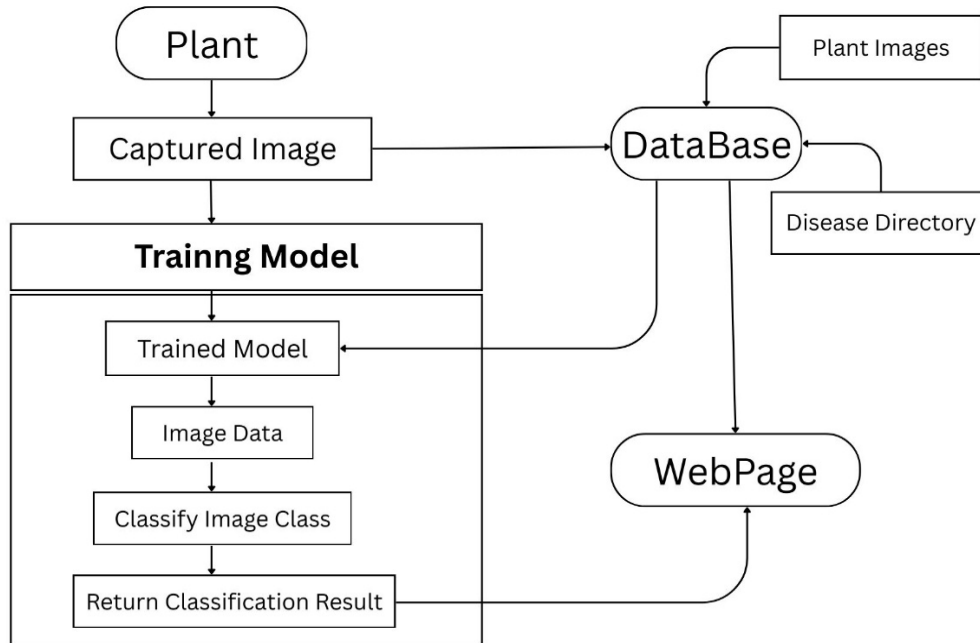 Plant
Plant Images
Captured Image
DataBase
Disease Directory
Trainng Model
Trained Model
Image Data
WebPage
Classify Image Class
Return Classification Result